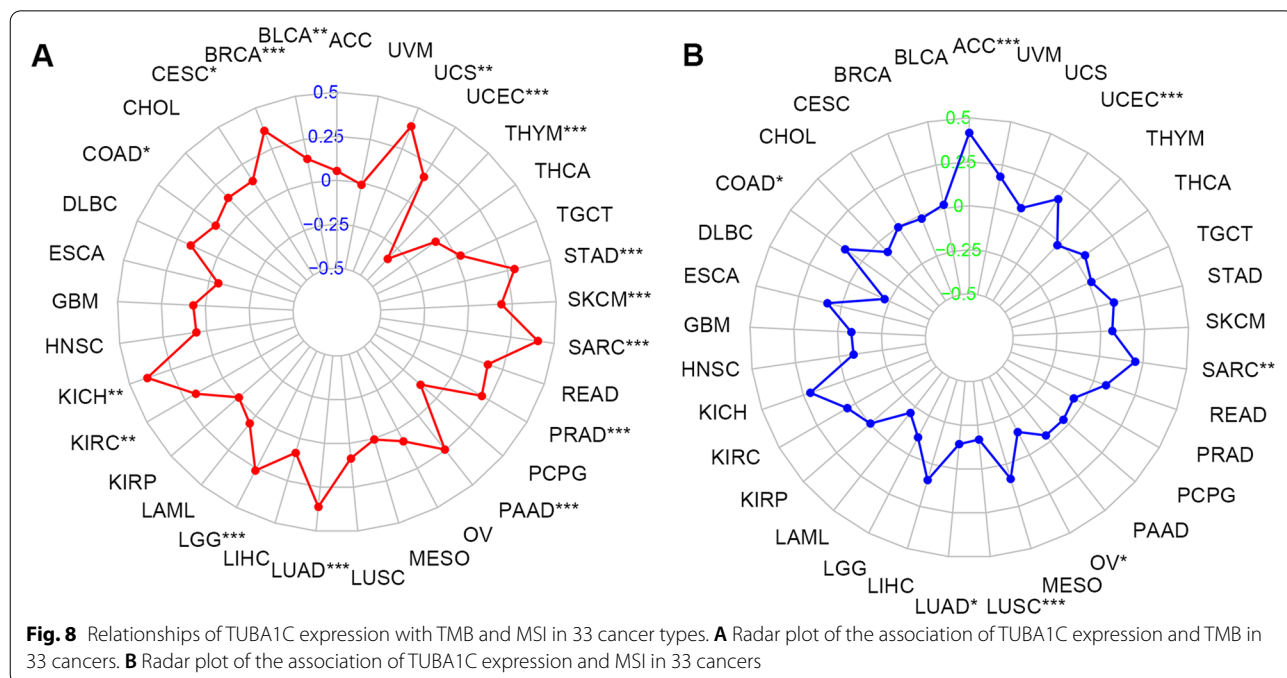 A
BLCA** ACC
BRCA***
UVM
CESC*
UCS**
CHOL
UCEC***
COAD*
THYM***
DLBC
THCA
ESCA
TGCT
GBM
STAD***
HNSC
SKCM***
KICH**
SARC***
KIRC**
READ
KIRP
PRAD***
LAML
PCPG
LGG***
PAAD***
LIHC
OV
LUAD***
MESO
LUSC
0.5
0.25
0
−0.25
−0.5
B
ACC***
BLCA
UVM
BRCA
UCS
CESC
UCEC***
CHOL
THYM
COAD*
THCA
DLBC
TGCT
ESCA
STAD
GBM
SKCM
HNSC
SARC**
KICH
READ
KIRC
PRAD
KIRP
PCPG
LAML
PAAD
LGG
OV*
LIHC
MESO
LUAD*
LUSC***
0.5
0.25
0
−0.25
−0.5
Fig. 8 Relationships of TUBA1C expression with TMB and MSI in 33 cancer types. A Radar plot of the association of TUBA1C expression and TMB in
33 cancers. B Radar plot of the association of TUBA1C expression and MSI in 33 cancers